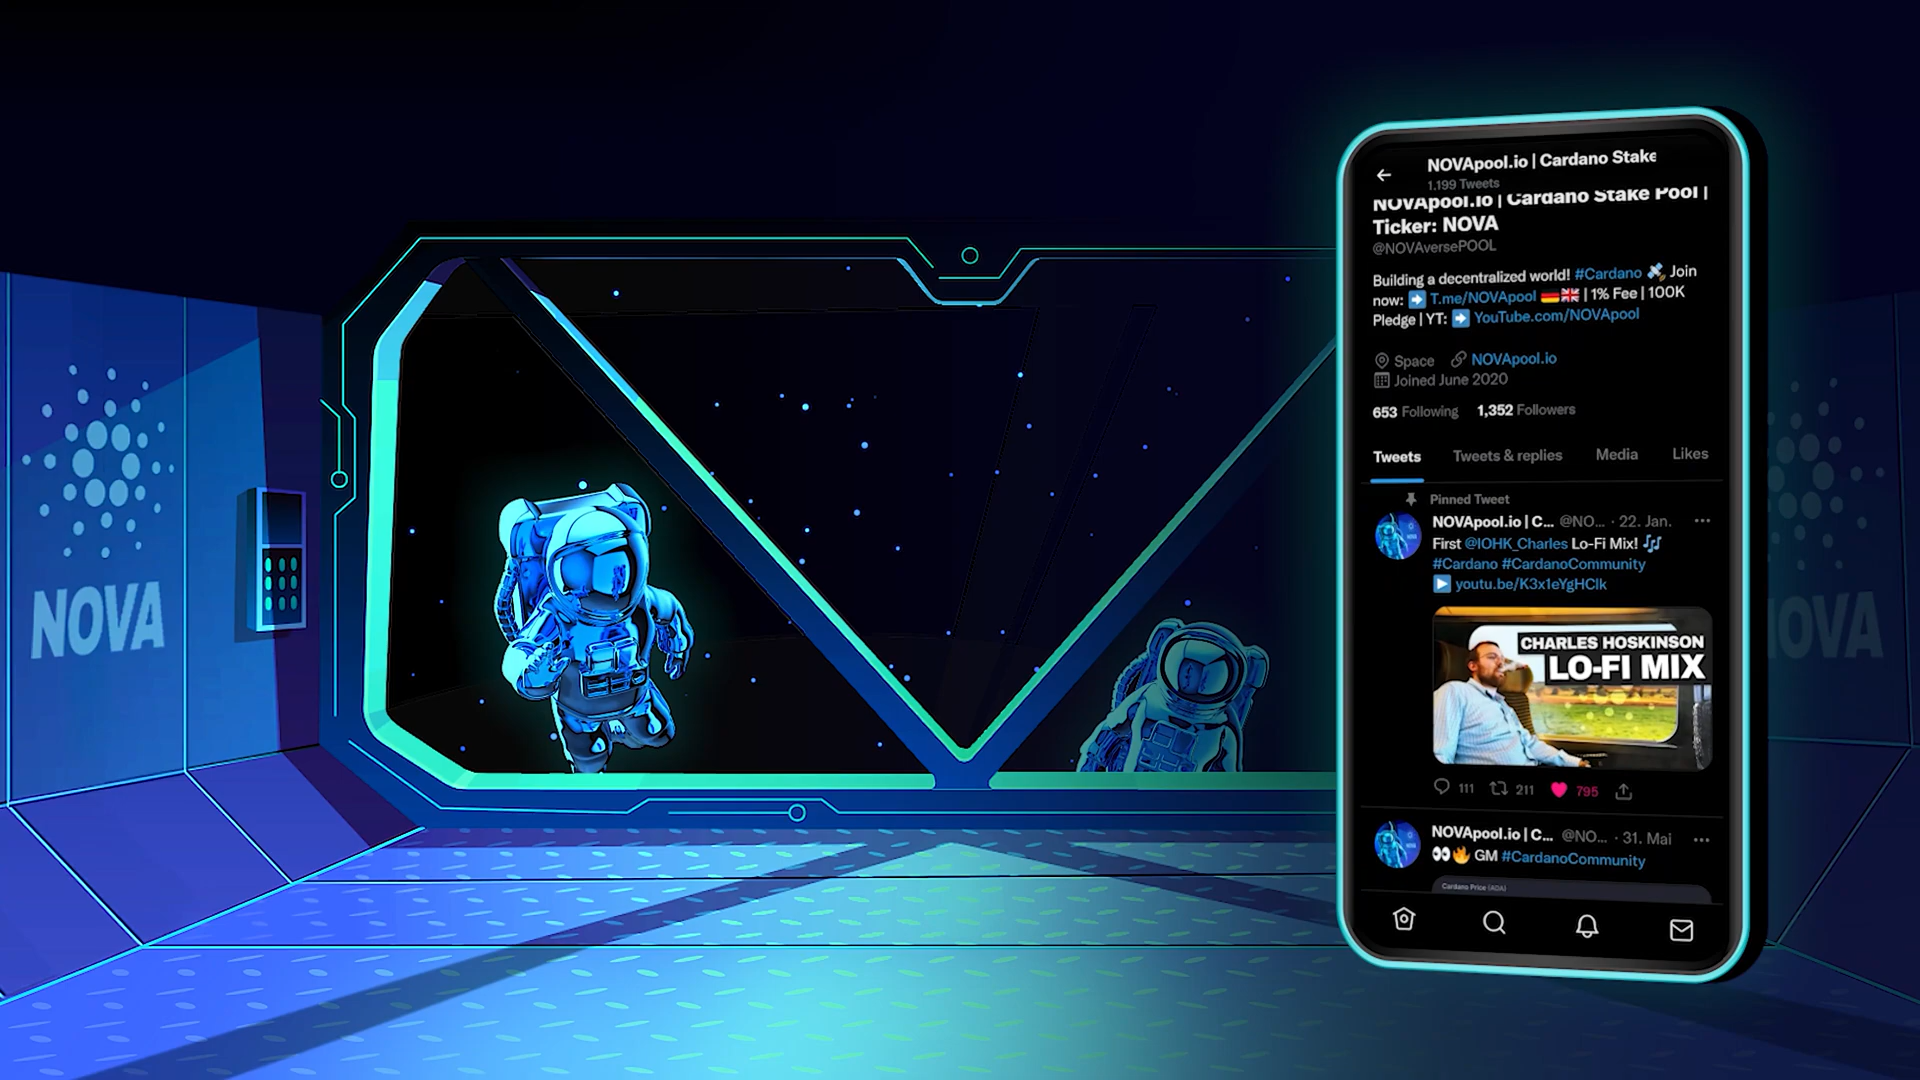 NOVA
NOVApool.io | Cardano Stake
1.199 Tweets
NOVApool.io | Cardano Stake Pool |
Ticker: NOVA
@NOVAversePOOL
Building a decentralized world! #Cardano 🛰️ Join
now: ➡️ T.me/NOVApool 🇩🇪🇬🇧 | 1% Fee | 100K
Pledge | YT: ➡️ YouTube.com/NOVApool
Space NOVApool.io
Joined June 2020
653 Following 1,352 Followers
Tweets Tweets & replies Media Likes
Pinned Tweet
NOVApool.io | C... @NO... · 22. Jan.
First @IOHK_Charles Lo-Fi Mix! 🎶
#Cardano #CardanoCommunity
▶️ youtu.be/K3x1eYgHClk
CHARLES HOSKINSON
LO-FI MIX
111 211 795
NOVApool.io | C... @NO... · 31. Mai
👀🔥 GM #CardanoCommunity
Cardano Price (ADA)
NOVA